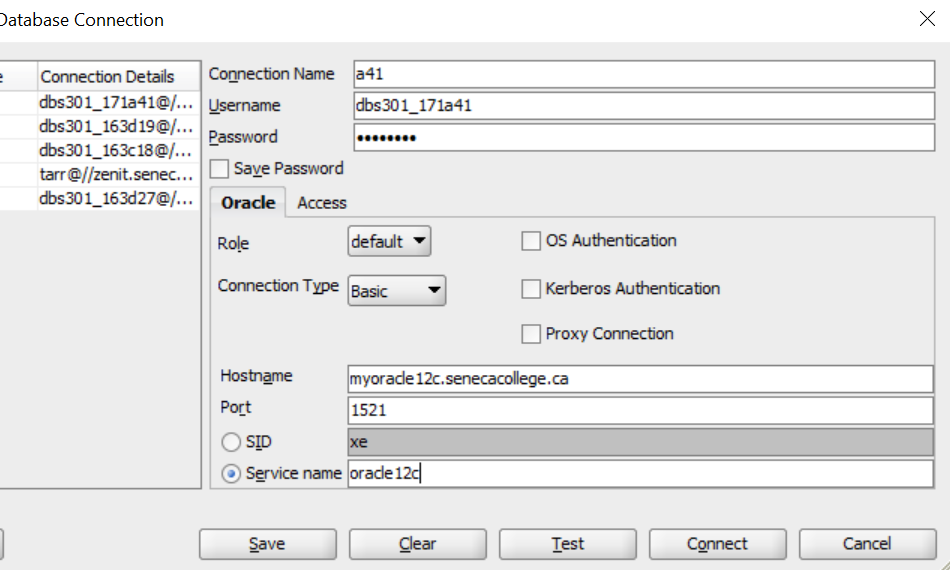 Database Connection
e Connection Details
dbs301_171a41@/...
dbs301_163d19@/...
dbs301_163c18@/...
tarr@//zenit.senec...
dbs301_163d27@/...
Connection Name a41
Username dbs301_171a41
Password ••••••••
Save Password
Oracle Access
Role default OS Authentication
Connection Type Basic Kerberos Authentication
Proxy Connection
Hostname myoracle12c.senecacollege.ca
Port 1521
SID xe
Service name oracle12c
Save Clear Test Connect Cancel